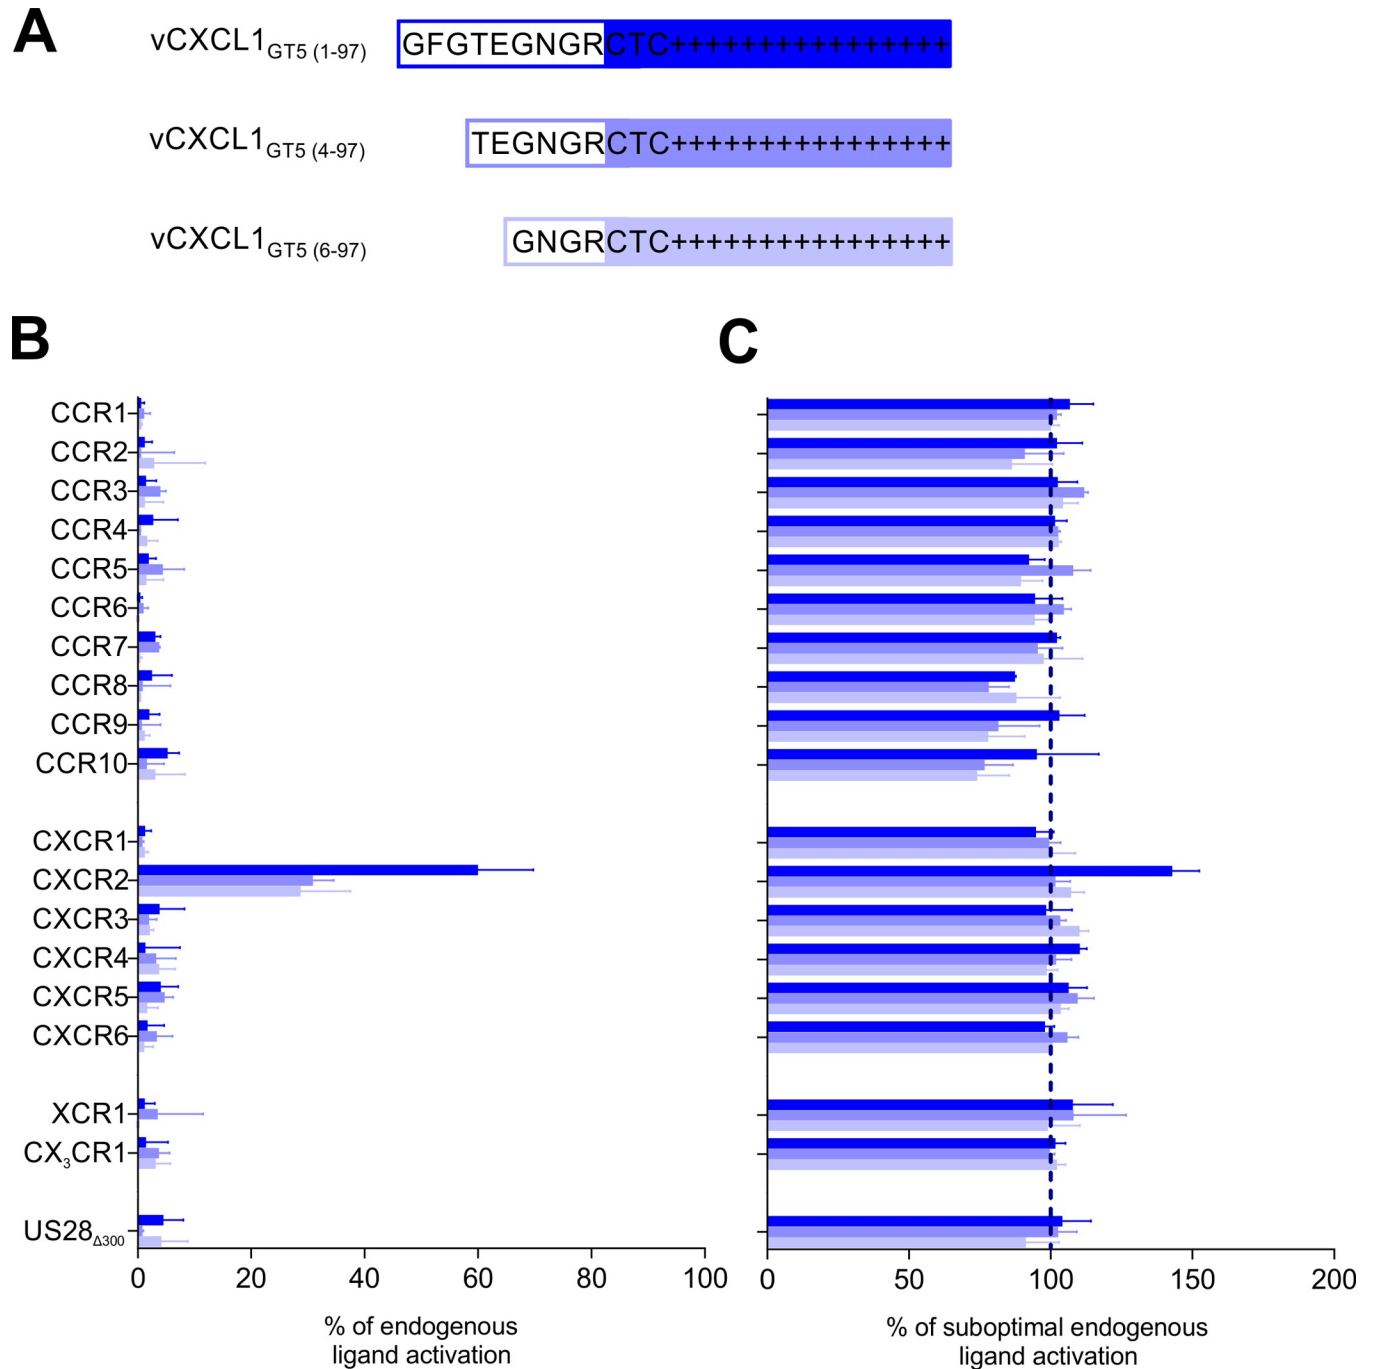 A
vCXCL1GT5 (1-97) GFGTEGNGRCTC++++++++++++++++
vCXCL1GT5 (4-97) TEGNGRCTC++++++++++++++++
vCXCL1GT5 (6-97) GNGRCTC++++++++++++++++
B
CCR1
CCR2
CCR3
CCR4
CCR5
CCR6
CCR7
CCR8
CCR9
CCR10
CXCR1
CXCR2
CXCR3
CXCR4
CXCR5
CXCR6
XCR1
CX3CR1
US28Δ300
0 20 40 60 80 100
% of endogenous
ligand activation
C
0 50 100 150 200
% of suboptimal endogenous
ligand activation